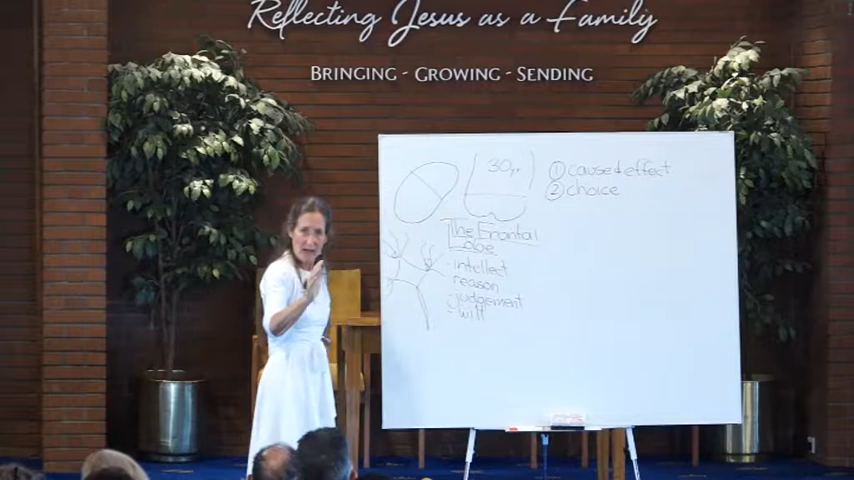 Reflecting Jesus as a Family
BRINGING - GROWING - SENDING
30yr
① cause & effect
② choice
The Frontal
Lobe
- intellect
- reason
- judgement
- will